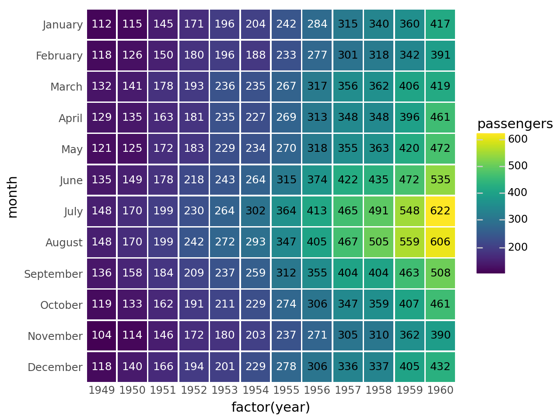 January 112 115 145 171 196 204 242 284 315 340 360 417
February 118 126 150 180 196 188 233 277 301 318 342 391
March 132 141 178 193 236 235 267 317 356 362 406 419
April 129 135 163 181 235 227 269 313 348 348 396 461
May 121 125 172 183 229 234 270 318 355 363 420 472
June 135 149 178 218 243 264 315 374 422 435 472 535
July 148 170 199 230 264 302 364 413 465 491 548 622
August 148 170 199 242 272 293 347 405 467 505 559 606
September 136 158 184 209 237 259 312 355 404 404 463 508
October 119 133 162 191 211 229 274 306 347 359 407 461
November 104 114 146 172 180 203 237 271 305 310 362 390
December 118 140 166 194 201 229 278 306 336 337 405 432
1949 1950 1951 1952 1953 1954 1955 1956 1957 1958 1959 1960
factor(year)
month
passengers
600
500
400
300
200